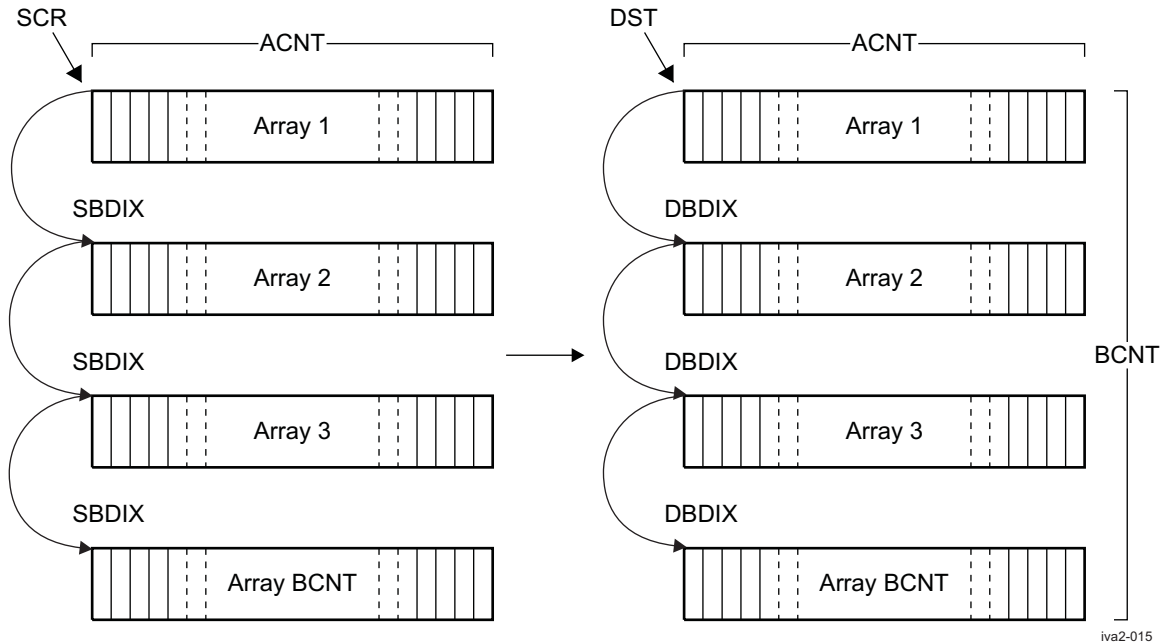 SCR
DST
ACNT
ACNT
Array 1
Array 1
SBDIX
DBDIX
Array 2
Array 2
SBDIX
DBDIX
BCNT
Array 3
Array 3
SBDIX
DBDIX
Array BCNT
Array BCNT
iva2-015